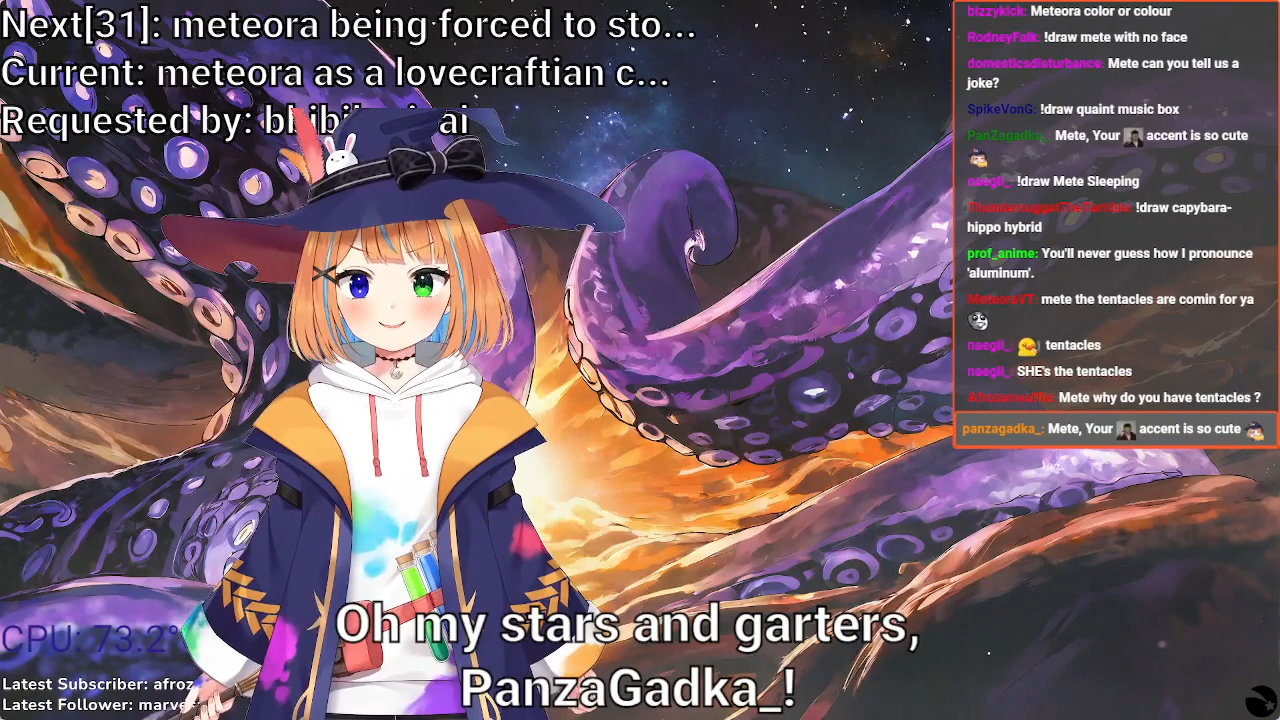 Next[31]: meteora being forced to sto...
Current: meteora as a lovecraftian c...
Requested by:
CPU: 73.2°
Latest Subscriber: afroz
Latest Follower: marve
Oh my stars and garters,
PanzaGadka_!
bizzykick: Meteora color or colour
RodneyFalk: !draw mete with no face
domesticsdisturbance: Mete can you tell us a
joke?
SpikeVonG: !draw quaint music box
PanZagadka_: Mete, Your accent is so cute
naegii_: !draw Mete Sleeping
!draw capybara-
hippo hybrid
prof_anime: You'll never guess how I pronounce
'aluminum'.
MeteoraVT: mete the tentacles are comin for ya
naegii_: tentacles
naegii_: SHE's the tentacles
Mete why do you have tentacles ?
panzagadka_: Mete, Your accent is so cute